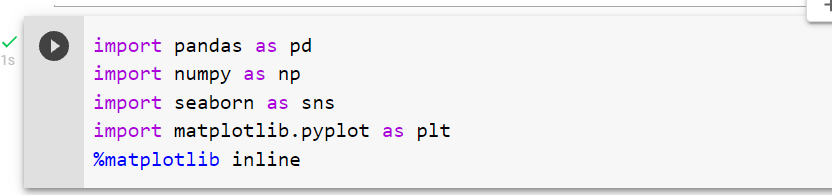 1s
import pandas as pd
import numpy as np
import seaborn as sns
import matplotlib.pyplot as plt
%matplotlib inline